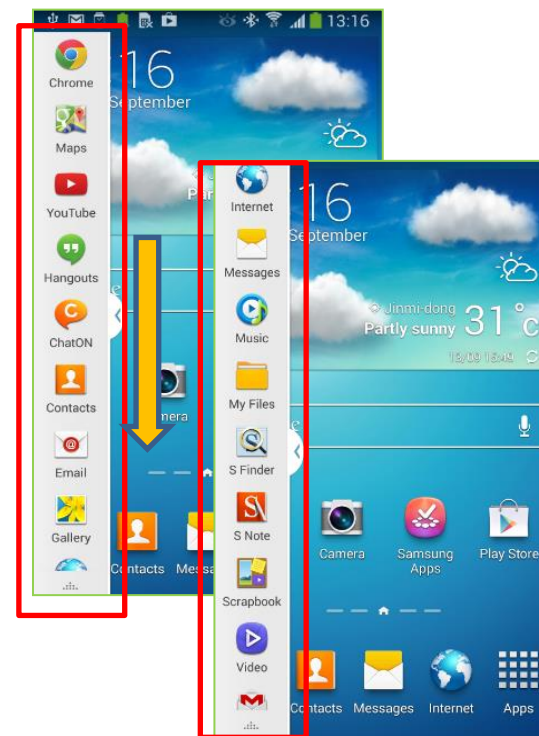 13:16
16
September
Chrome
Maps
YouTube
Hangouts
ChatON
Contacts
Email
Gallery
Contacts
16
September
Jinmi-dong
Partly sunny 31°C
Internet
Messages
Music
My Files
S Finder
S Note
Scrapbook
Video
Camera
Samsung
Apps
Play Store
Contacts
Messages
Internet
Apps